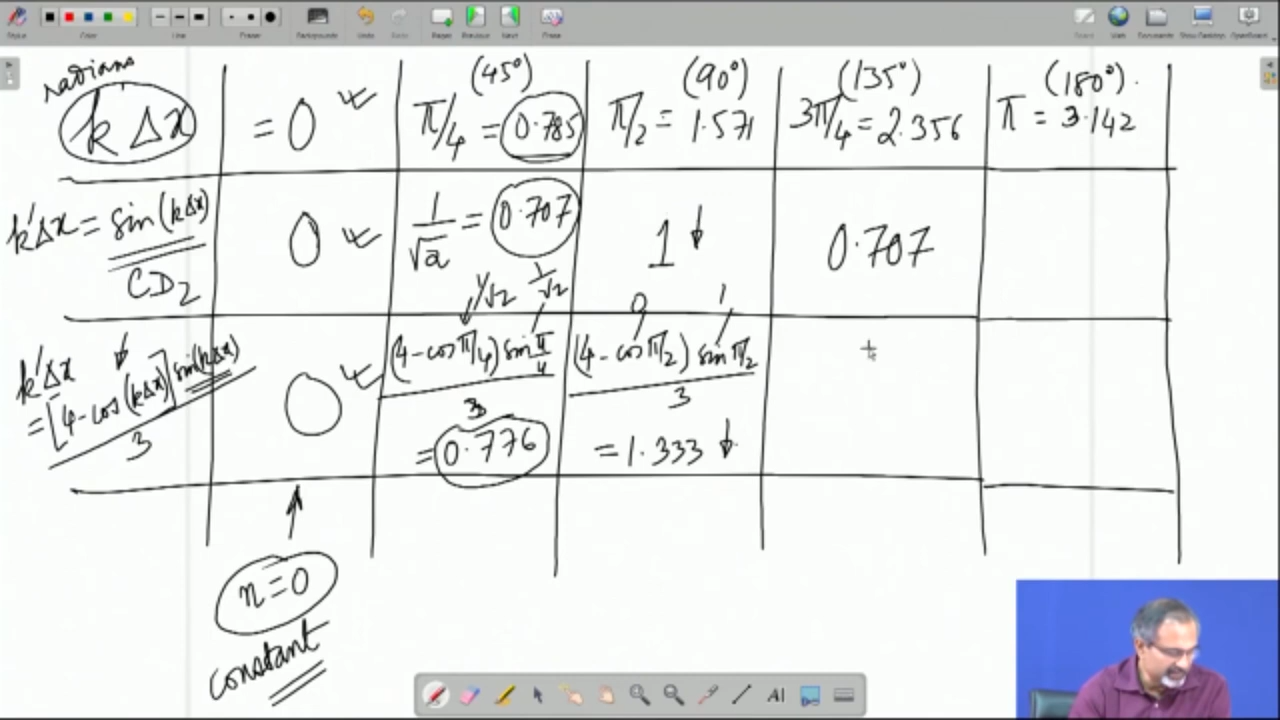 radians
k Δx
= 0
(45°)
π/4 = 0.785
(90°)
π/2 = 1.571
(135°)
3π/4 = 2.356
(180°).
π = 3.142
k'Δx = sin(kΔx)
CD₂
0
1/√2 = 0.707
1 ↓
0.707
k'Δx
= [4-cos(kΔx)] sin(kΔx)
3
0
1/√2 1/√2
(4-cos π/4) sin π/4
3
= 0.776
0 1
(4-cos π/2) sin π/2
3
= 1.333 ↓
n=0
constant
AI